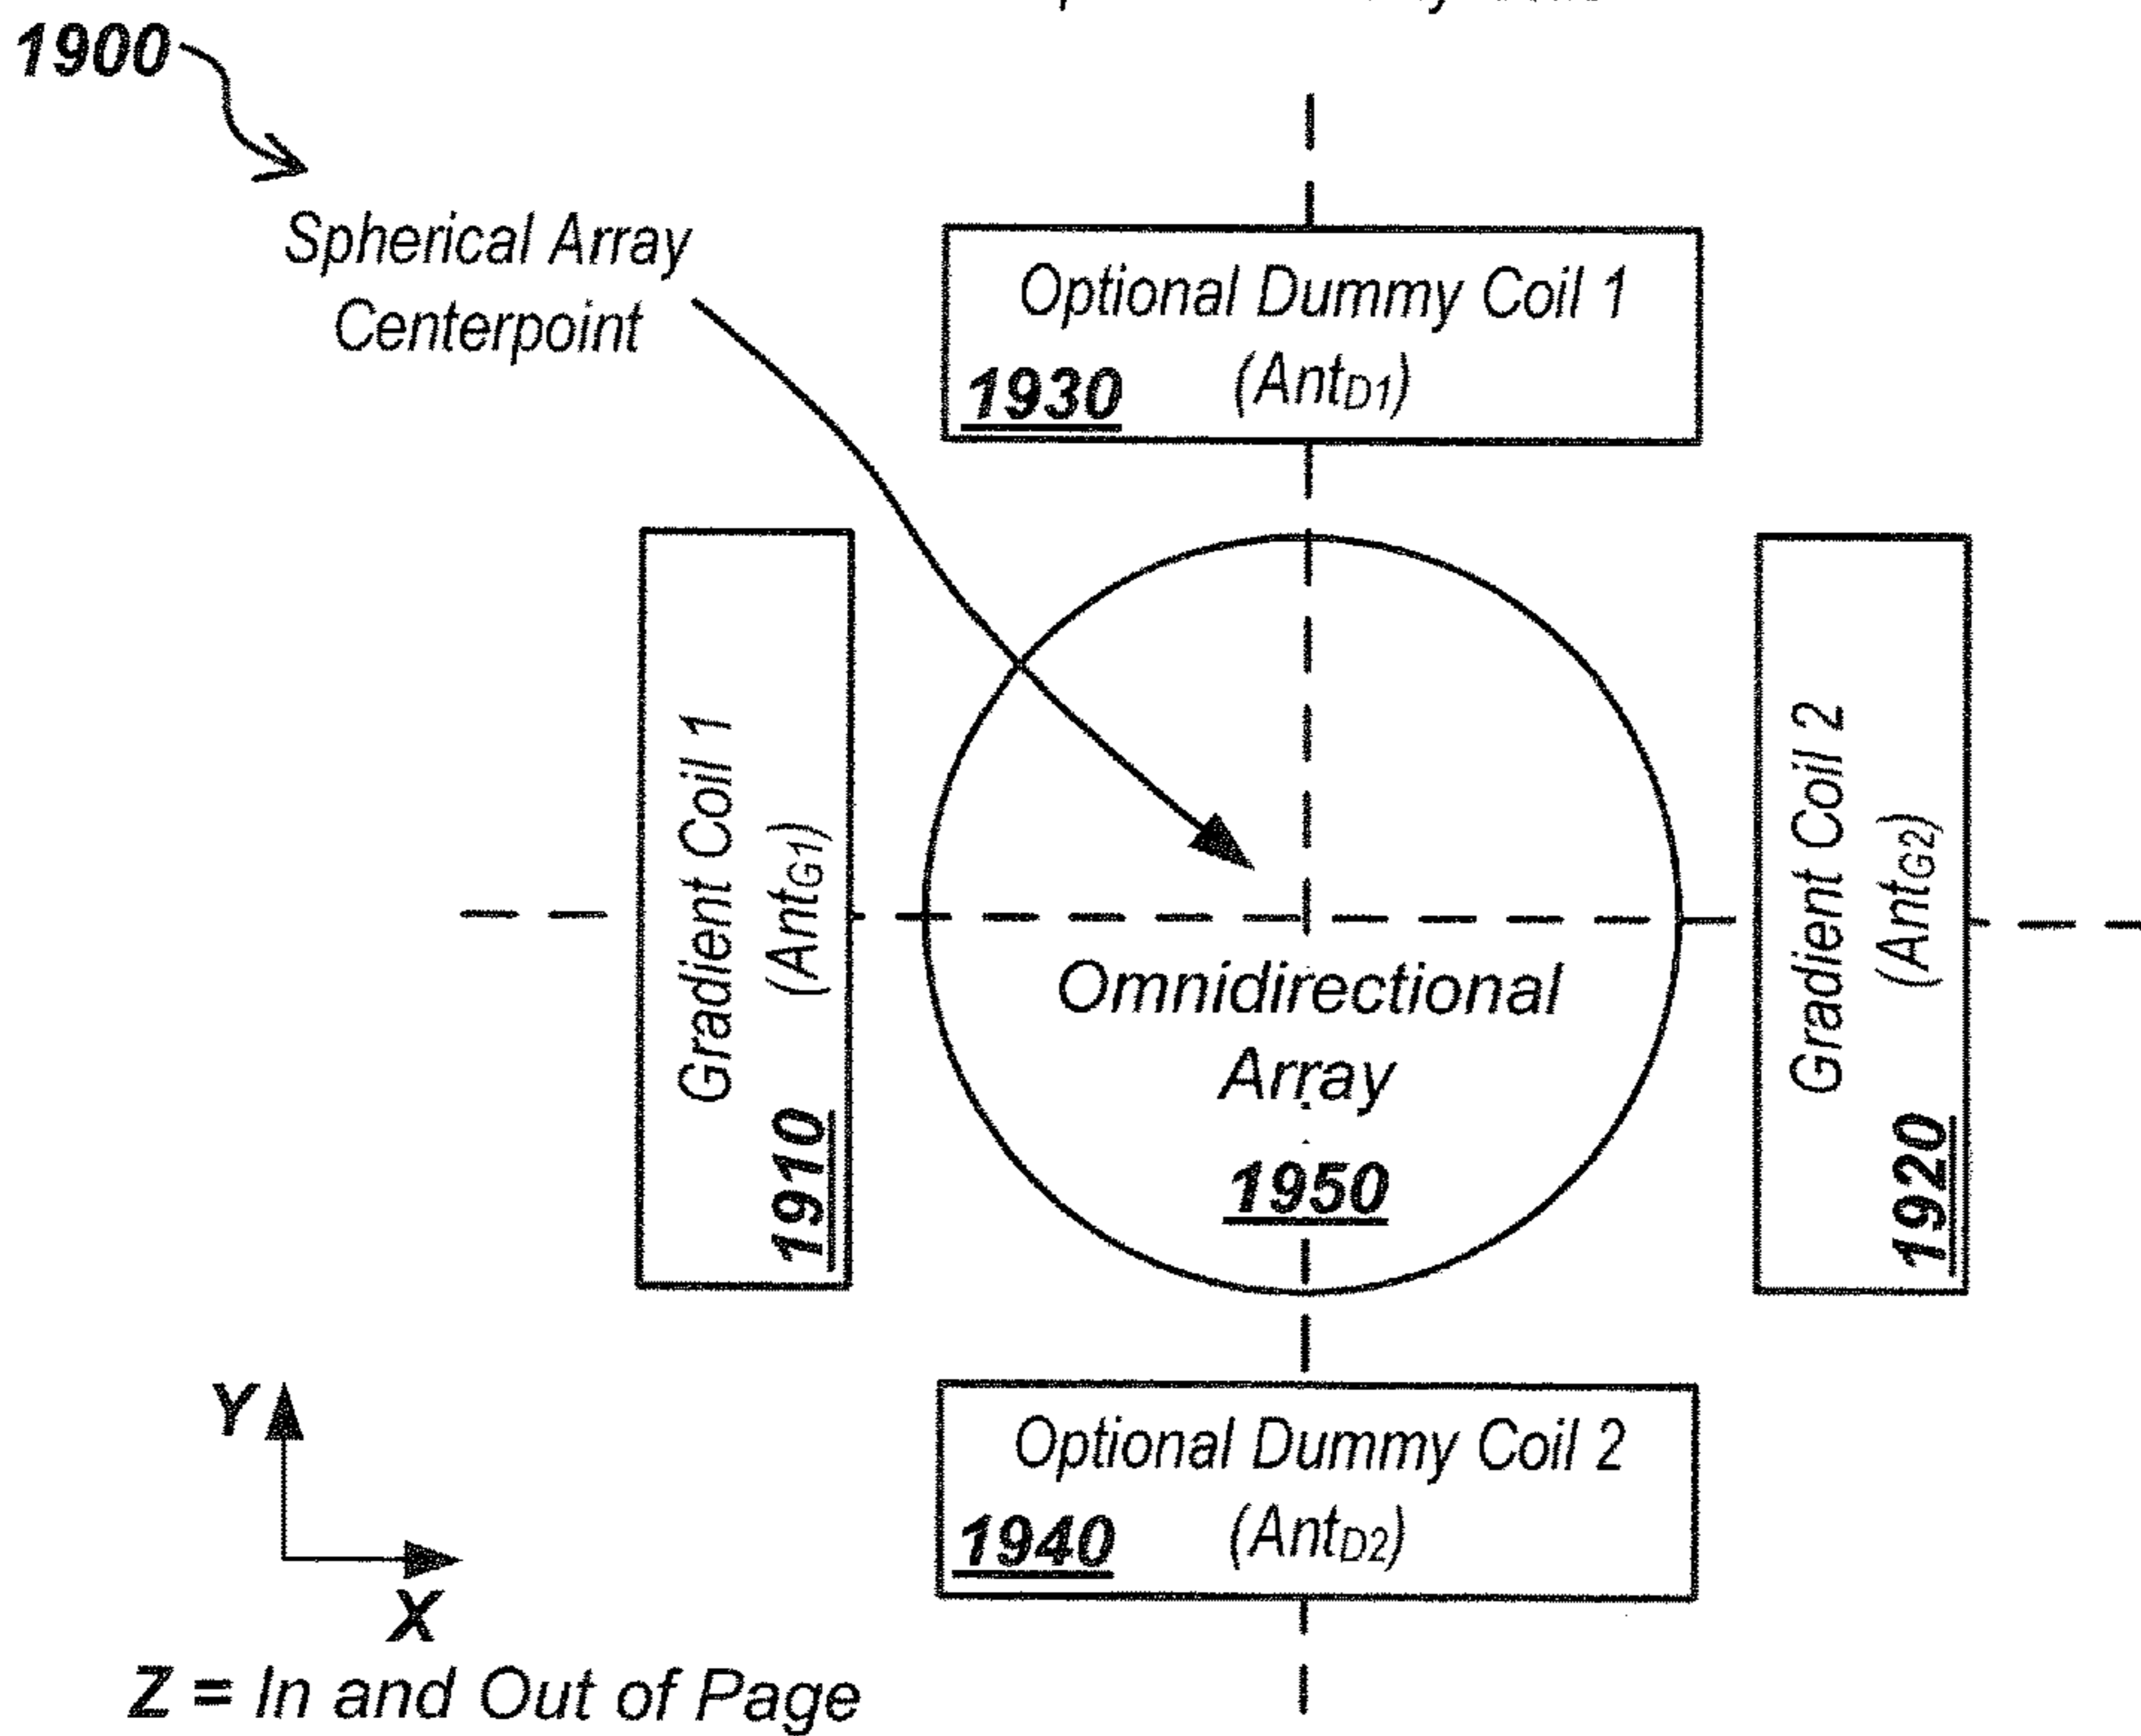 1900
Spherical Array
Centerpoint
Optional Dummy Coil 1
1930 (AntD1)
Gradient Coil 1
(AntG1)
1910
Omnidirectional
Array
1950
Gradient Coil 2
(AntG2)
1920
Optional Dummy Coil 2
1940 (AntD2)
Y
X
Z = In and Out of Page